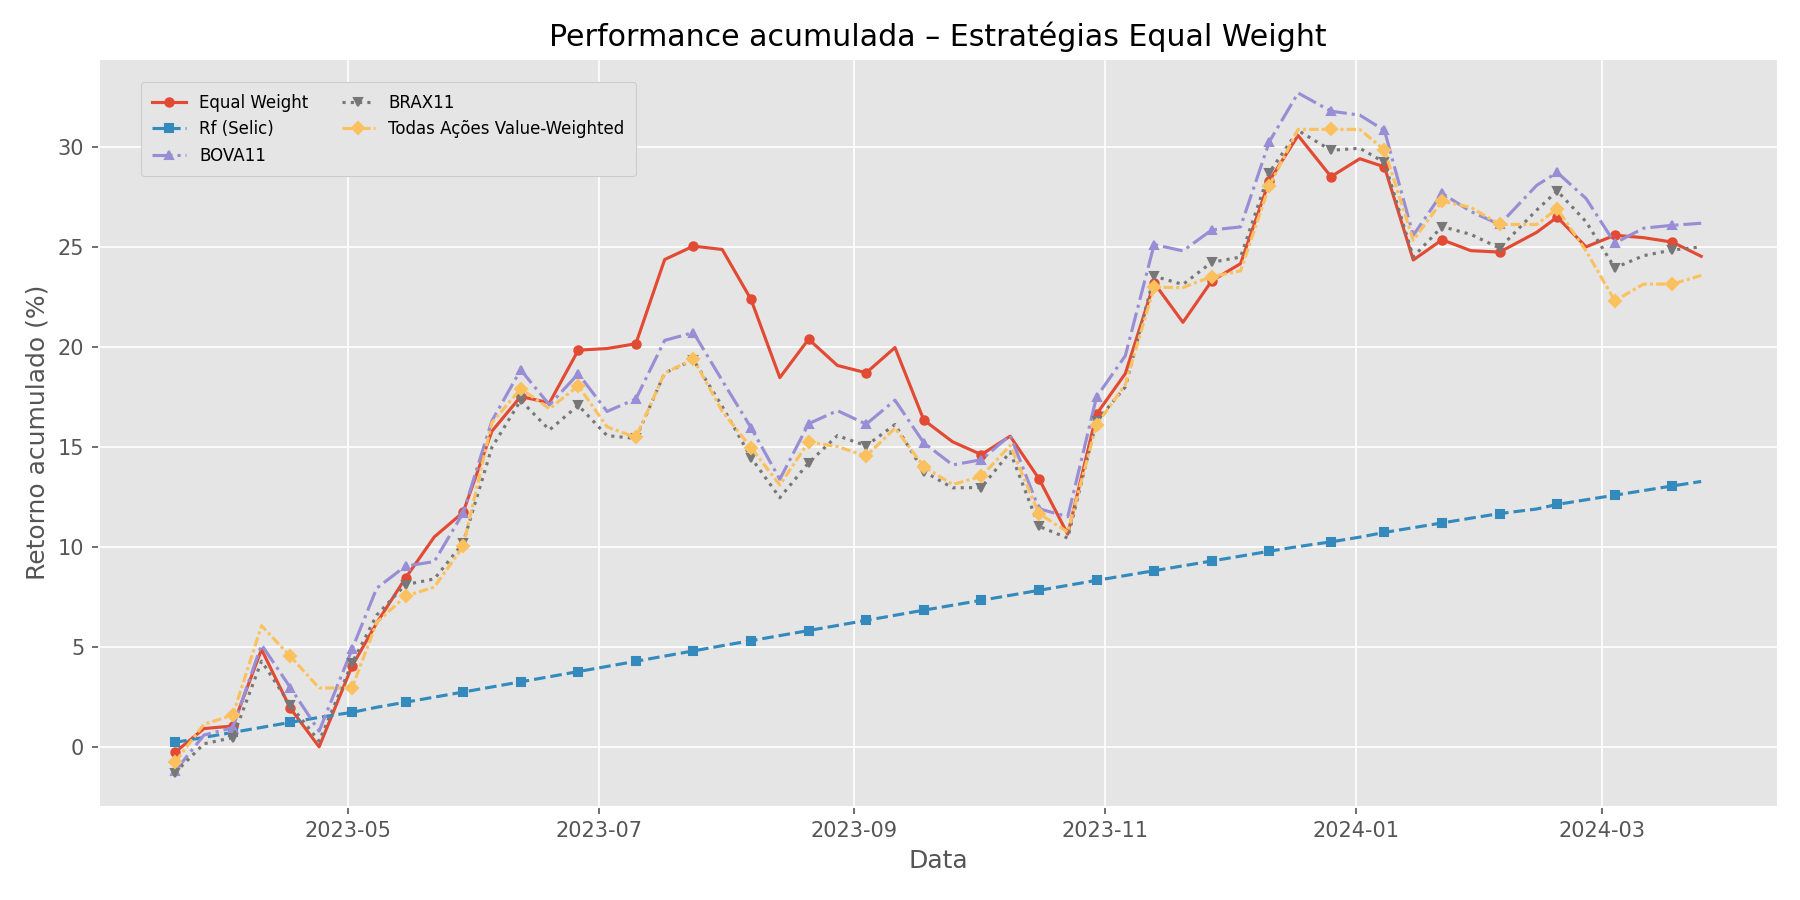 Performance acumulada – Estratégias Equal Weight
Equal Weight
Rf (Selic)
BOVA11
BRAX11
Todas Ações Value-Weighted
Retorno acumulado (%)
30
25
20
15
10
5
0
2023-05
2023-07
2023-09
2023-11
2024-01
2024-03
Data